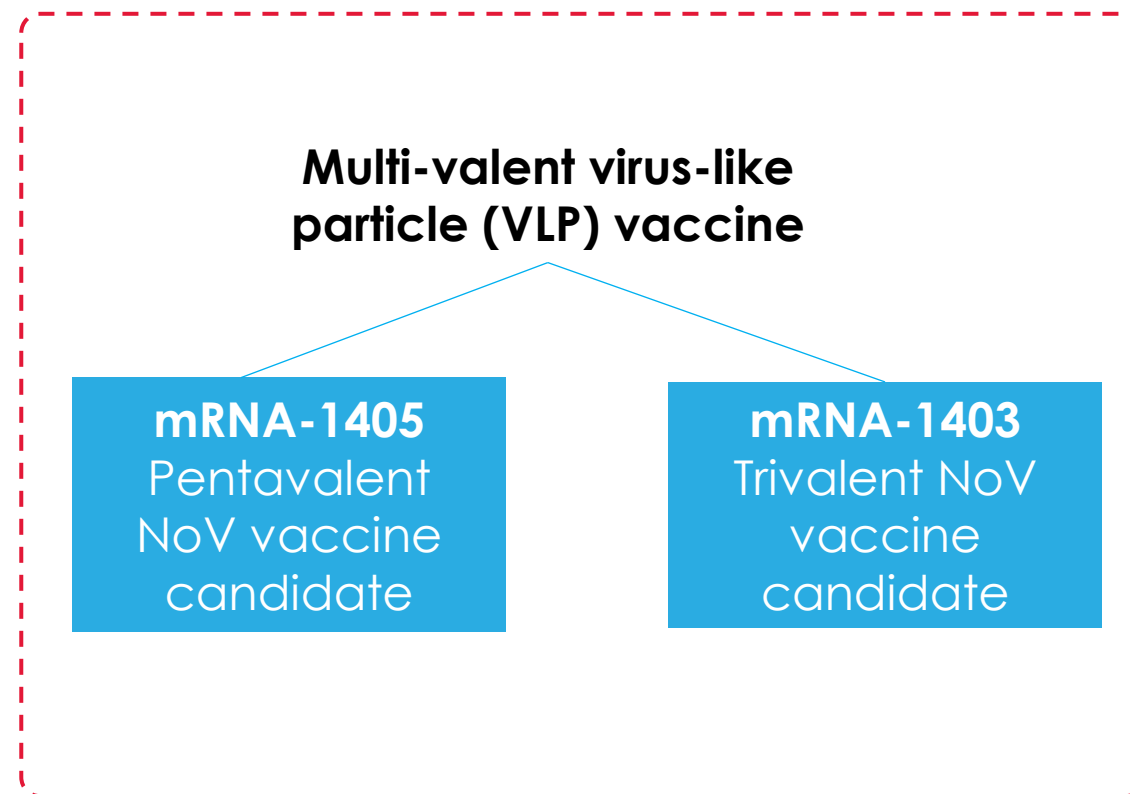 Multi-valent virus-like
particle (VLP) vaccine
mRNA-1405
Pentavalent
NoV vaccine
candidate
mRNA-1403
Trivalent NoV
vaccine
candidate